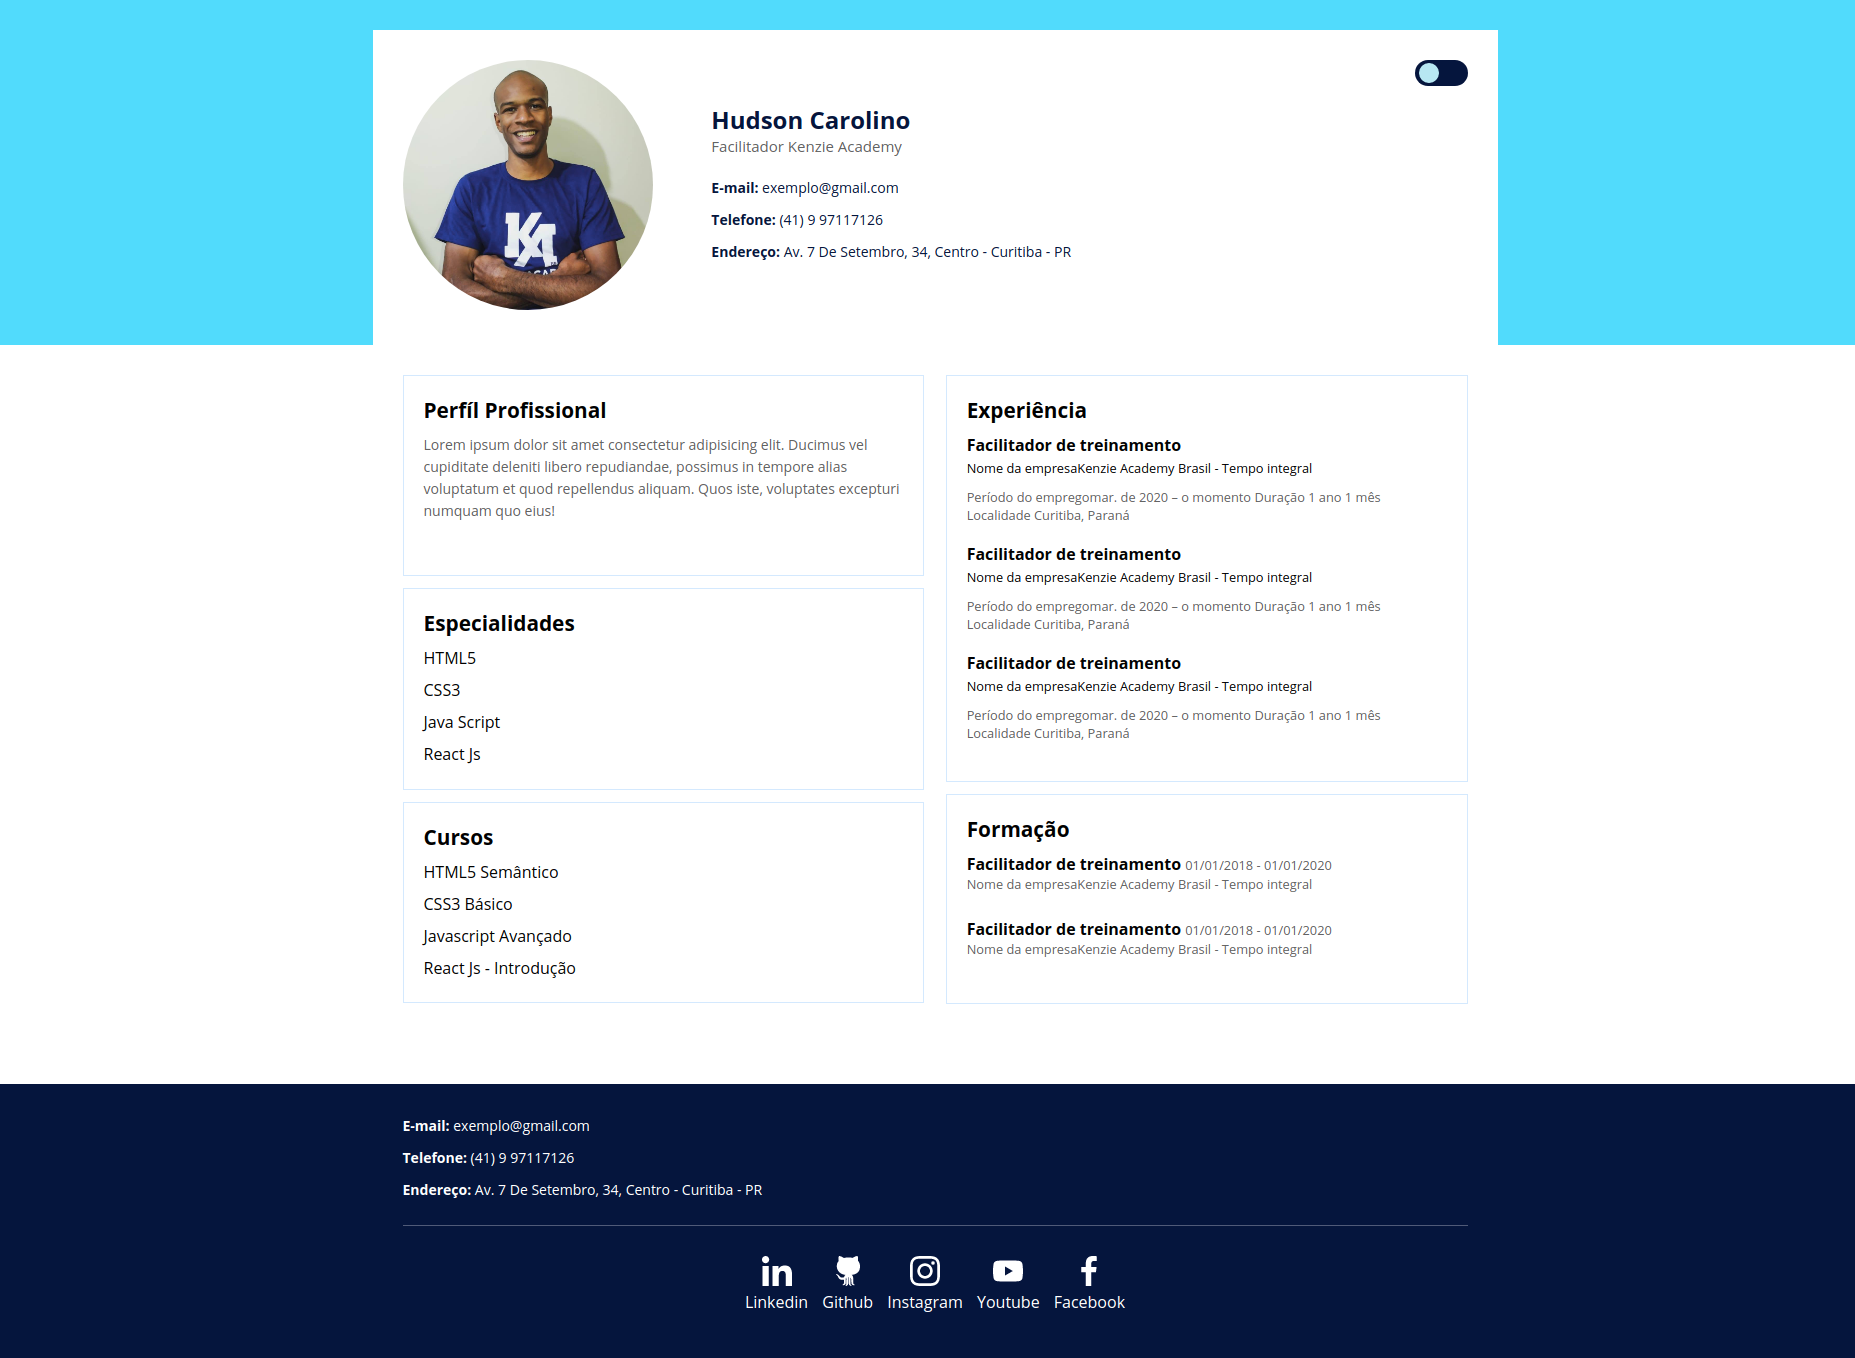 Hudson Carolino
Facilitador Kenzie Academy
E-mail: exemplo@gmail.com
Telefone: (41) 9 97117126
Endereço: Av. 7 De Setembro, 34, Centro - Curitiba - PR
KA
Perfíl Profissional
Lorem ipsum dolor sit amet consectetur adipisicing elit. Ducimus vel
cupiditate deleniti libero repudiandae, possimus in tempore alias
voluptatum et quod repellendus aliquam. Quos iste, voluptates excepturi
numquam quo eius!
Especialidades
HTML5
CSS3
Java Script
React Js
Cursos
HTML5 Semântico
CSS3 Básico
Javascript Avançado
React Js - Introdução
Experiência
Facilitador de treinamento
Nome da empresaKenzie Academy Brasil - Tempo integral
Período do empregomar. de 2020 – o momento Duração 1 ano 1 mês
Localidade Curitiba, Paraná
Facilitador de treinamento
Nome da empresaKenzie Academy Brasil - Tempo integral
Período do empregomar. de 2020 – o momento Duração 1 ano 1 mês
Localidade Curitiba, Paraná
Facilitador de treinamento
Nome da empresaKenzie Academy Brasil - Tempo integral
Período do empregomar. de 2020 – o momento Duração 1 ano 1 mês
Localidade Curitiba, Paraná
Formação
Facilitador de treinamento 01/01/2018 - 01/01/2020
Nome da empresaKenzie Academy Brasil - Tempo integral
Facilitador de treinamento 01/01/2018 - 01/01/2020
Nome da empresaKenzie Academy Brasil - Tempo integral
E-mail: exemplo@gmail.com
Telefone: (41) 9 97117126
Endereço: Av. 7 De Setembro, 34, Centro - Curitiba - PR
Linkedin Github Instagram Youtube Facebook